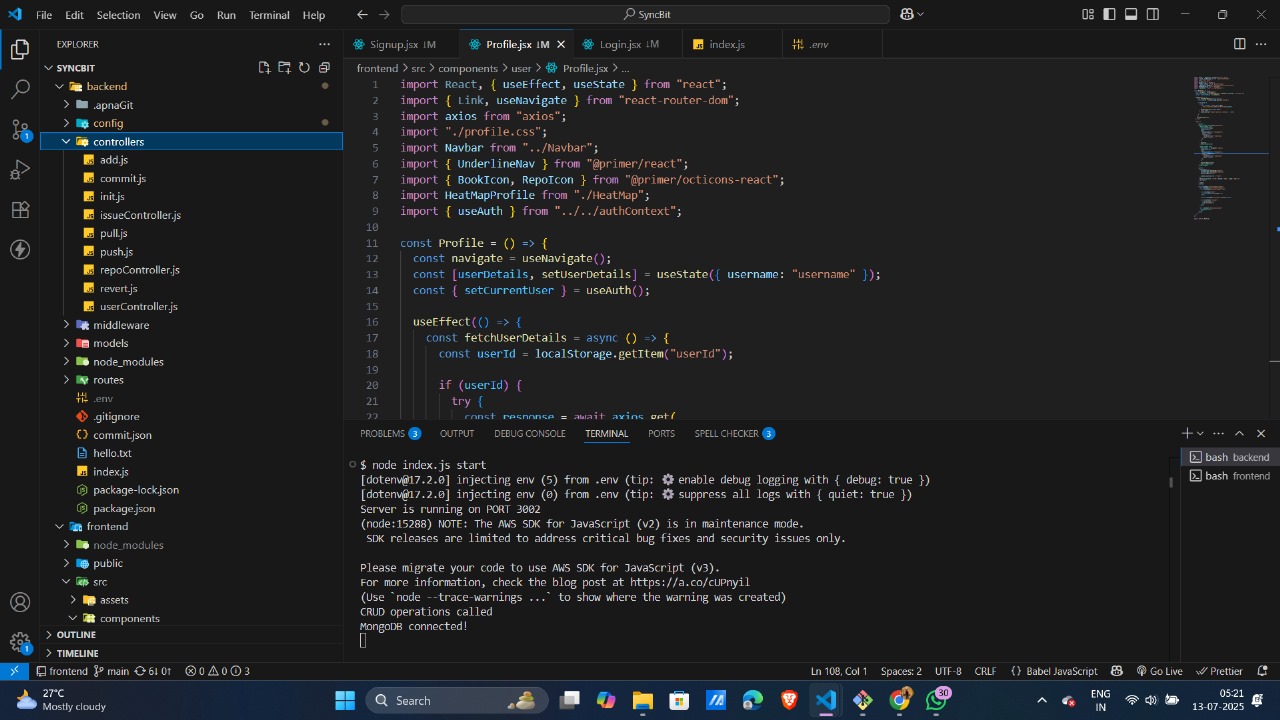 File Edit Selection View Go Run Terminal Help
SyncBit
EXPLORER
Signup.jsx 1M
Profile.jsx 1M
Login.jsx 1M
index.js
.env
SYNCBIT
backend
.apnaGit
config
controllers
add.js
commit.js
init.js
issueController.js
pull.js
push.js
repoController.js
revert.js
userController.js
middleware
models
node_modules
routes
.env
.gitignore
commit.json
hello.txt
index.js
package-lock.json
package.json
frontend
node_modules
public
src
assets
components
OUTLINE
TIMELINE
frontend > src > components > user > Profile.jsx > ...
1 import React, { useEffect, useState } from "react";
2 import { Link, useNavigate } from "react-router-dom";
3 import axios from "axios";
4 import "./profile.css";
5 import Navbar from "../Navbar";
6 import { UnderlineNav } from "@primer/react";
7 import { BookIcon, RepoIcon } from "@primer/octicons-react";
8 import HeatMapProfile from "./HeatMap";
9 import { useAuth } from "../../authContext";
10
11 const Profile = () => {
12 const navigate = useNavigate();
13 const [userDetails, setUserDetails] = useState({ username: "username" });
14 const { setCurrentUser } = useAuth();
15
16 useEffect(() => {
17 const fetchUserDetails = async () => {
18 const userId = localStorage.getItem("userId");
19
20 if (userId) {
21 try {
22 const response = await axios.get(
PROBLEMS 3 OUTPUT DEBUG CONSOLE TERMINAL PORTS SPELL CHECKER 3
$ node index.js start
[dotenv@17.2.0] injecting env (5) from .env (tip: ⚙️ enable debug logging with { debug: true })
[dotenv@17.2.0] injecting env (0) from .env (tip: ⚙️ suppress all logs with { quiet: true })
Server is running on PORT 3002
(node:15288) NOTE: The AWS SDK for JavaScript (v2) is in maintenance mode.
SDK releases are limited to address critical bug fixes and security issues only.
Please migrate your code to use AWS SDK for JavaScript (v3).
For more information, check the blog post at https://a.co/cUPnyil
(Use `node --trace-warnings ...` to show where the warning was created)
CRUD operations called
MongoDB connected!
bash backend
bash frontend
1
1
frontend main 6↓ 0↑ 0 0 3
Ln 108, Col 1 Spaces: 2 UTF-8 CRLF {} Babel JavaScript Go Live Prettier
27°C
Mostly cloudy
Search
30
ENG
IN
05:21
13-07-2025